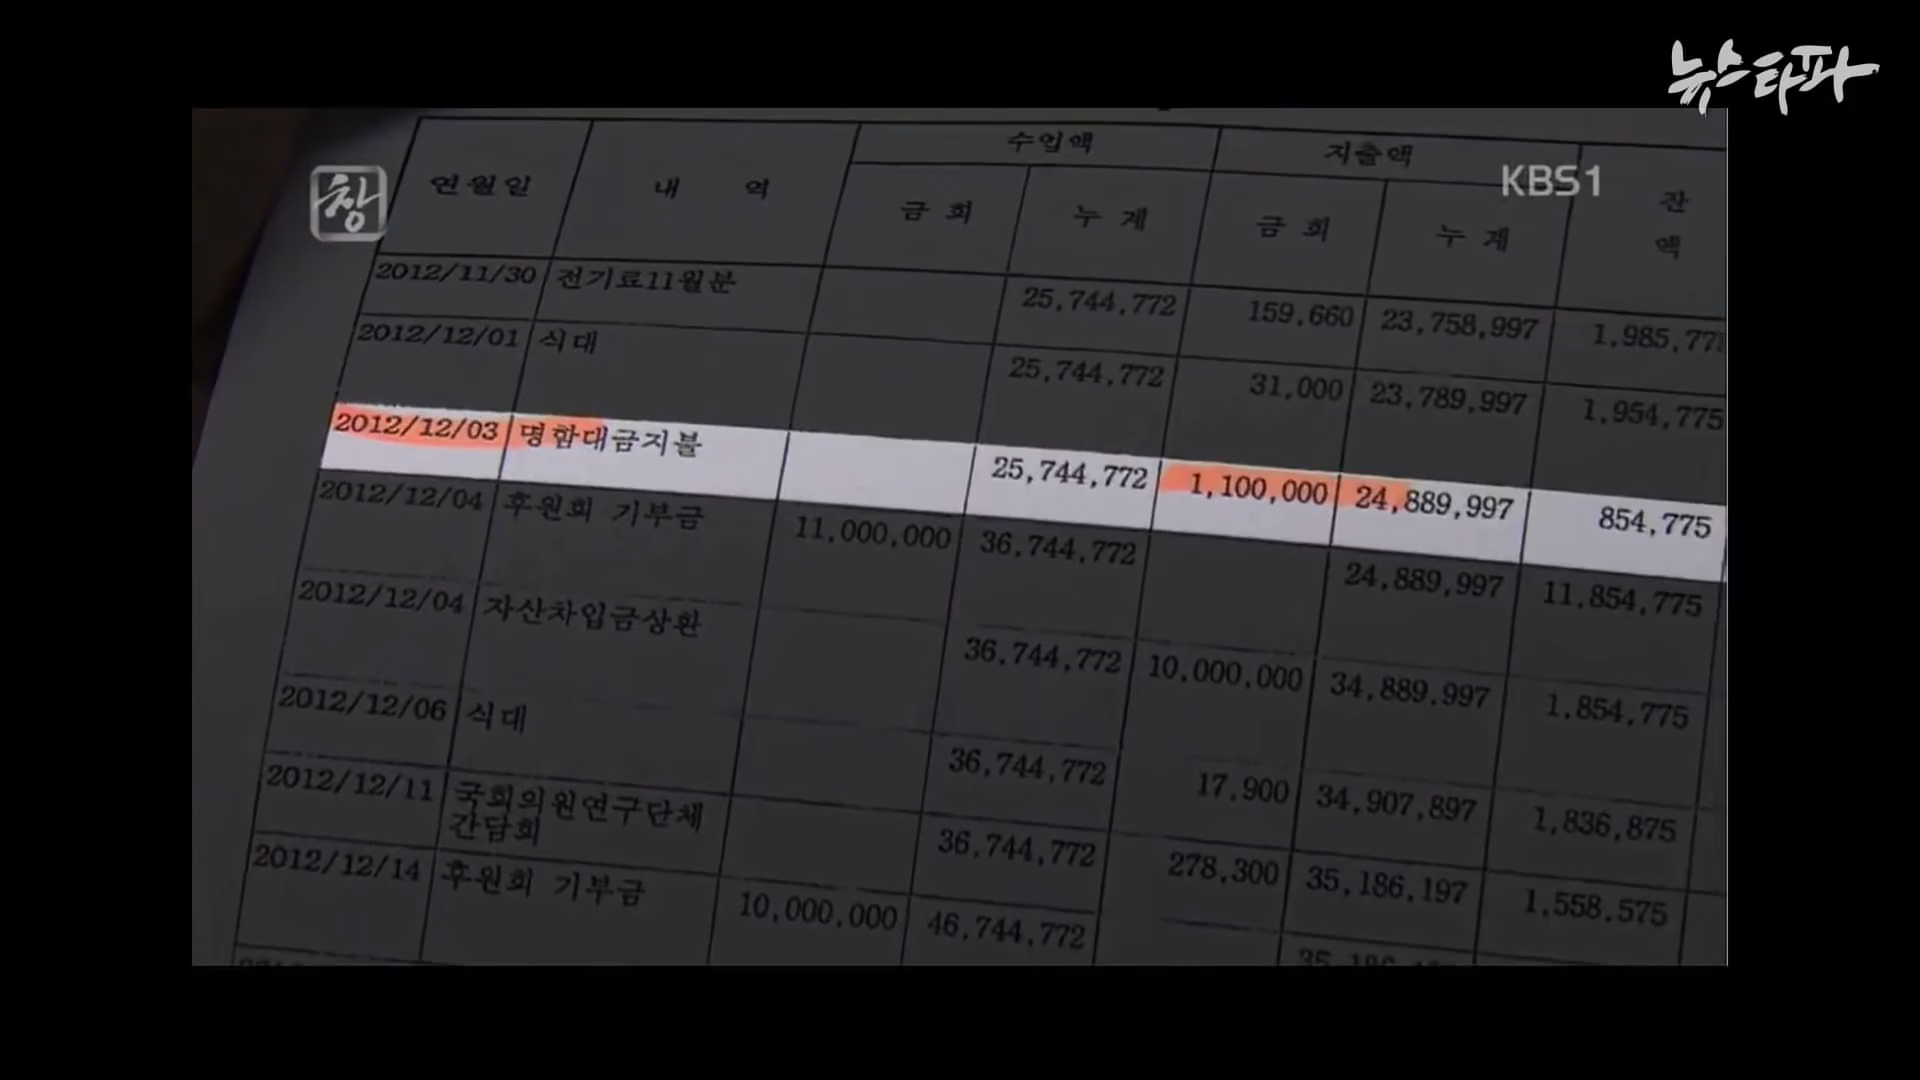 뉴스타파
창
KBS1
수입액 지출액
연월일 내 역 금 회 누 계 금 회 누 계 잔 액
2012/11/30 전기료11월분 25,744,772 159,660 23,758,997
2012/12/01 식대 25,744,772 31,000 23,789,997 1,954,775
2012/12/03 명함대금지불 25,744,772 1,100,000 24,889,997 854,775
2012/12/04 후원회 기부금 11,000,000 36,744,772 24,889,997 11,854,775
2012/12/04 자산차입금상환 36,744,772 10,000,000 34,889,997 1,854,775
2012/12/06 식대 36,744,772 17,900 34,907,897 1,836,875
2012/12/11 국회의원연구단체 간담회 36,744,772 278,300 35,186,197 1,558,575
2012/12/14 후원회 기부금 10,000,000 46,744,772